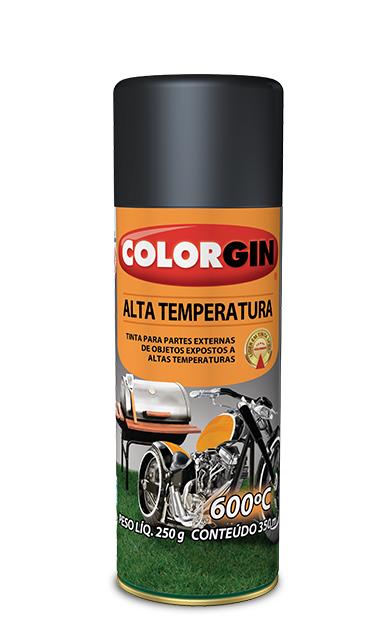 COLORGIN
ALTA TEMPERATURA
TINTA PARA PARTES EXTERNAS
DE OBJETOS EXPOSTOS A
ALTAS TEMPERATURAS
600ºC
PESO LÍQ. 250 g CONTEÚDO